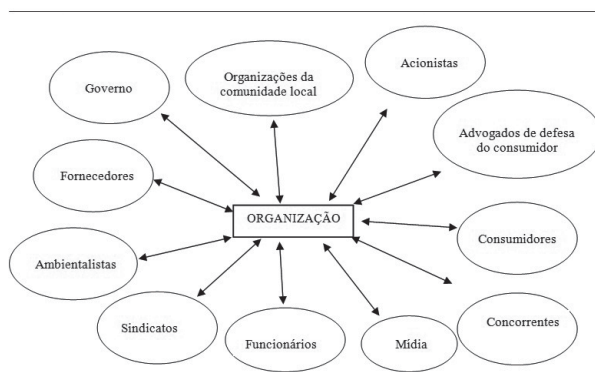 Governo
Organizações da
comunidade local
Acionistas
Advogados de defesa
do consumidor
Fornecedores
ORGANIZAÇÃO
Consumidores
Ambientalistas
Sindicatos
Funcionários
Mídia
Concorrentes